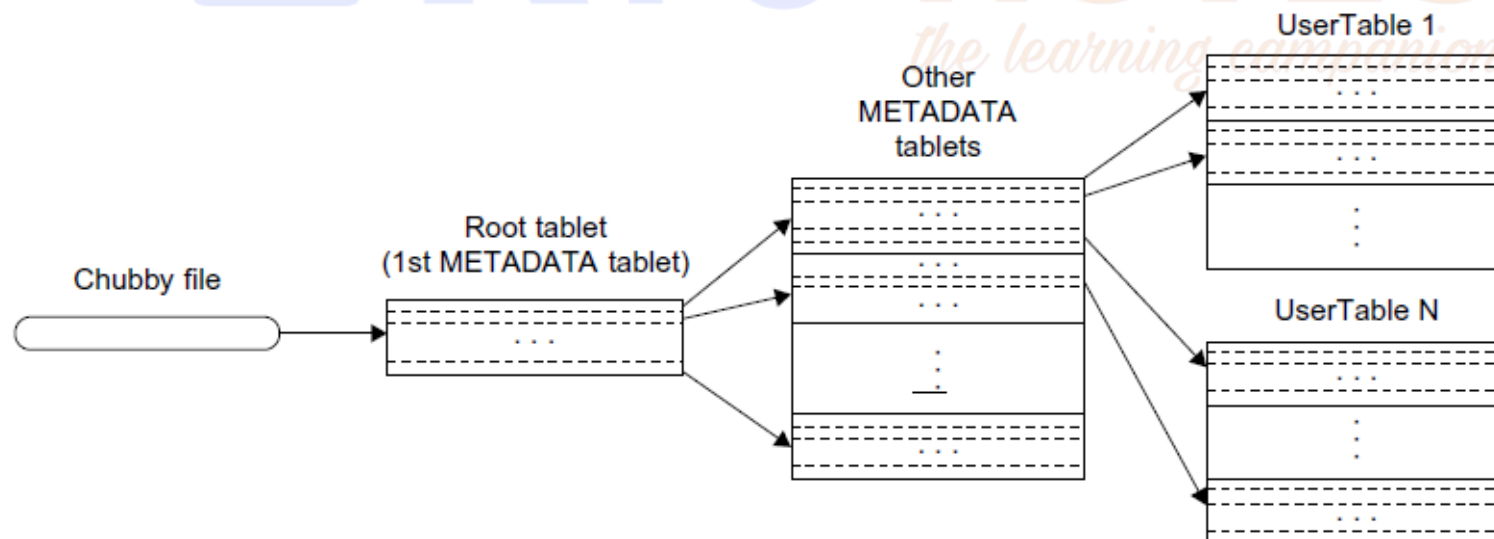 the learning companion
UserTable 1
Other
METADATA
tablets
Root tablet
(1st METADATA tablet)
Chubby file
UserTable N